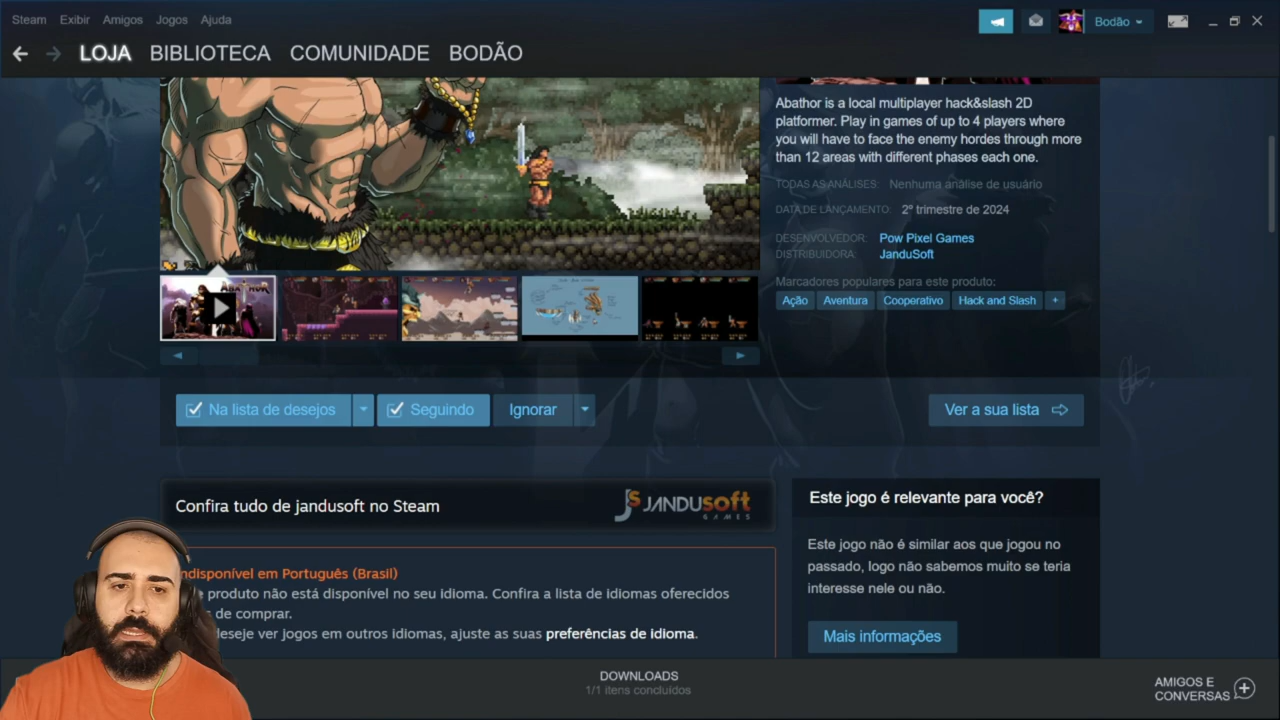 Steam Exibir Amigos Jogos Ajuda
Bodão
LOJA BIBLIOTECA COMUNIDADE BODÃO
Abathor is a local multiplayer hack&slash 2D
platformer. Play in games of up to 4 players where
you will have to face the enemy hordes through more
than 12 areas with different phases each one.
TODAS AS ANÁLISES: Nenhuma análise de usuário
DATA DE LANÇAMENTO: 2º trimestre de 2024
DESENVOLVEDOR: Pow Pixel Games
DISTRIBUIDORA: JanduSoft
Marcadores populares para este produto:
Ação Aventura Cooperativo Hack and Slash +
ABATHOR
Na lista de desejos Seguindo Ignorar Ver a sua lista
Confira tudo de jandusoft no Steam
JS JANDUSOFT
GAMES
Este jogo é relevante para você?
Este jogo não é similar aos que jogou no
passado, logo não sabemos muito se teria
interesse nele ou não.
Mais informações
ndisponível em Português (Brasil)
produto não está disponível no seu idioma. Confira a lista de idiomas oferecidos
de comprar.
eseje ver jogos em outros idiomas, ajuste as suas preferências de idioma.
DOWNLOADS
1/1 itens concluídos
AMIGOS E
CONVERSAS